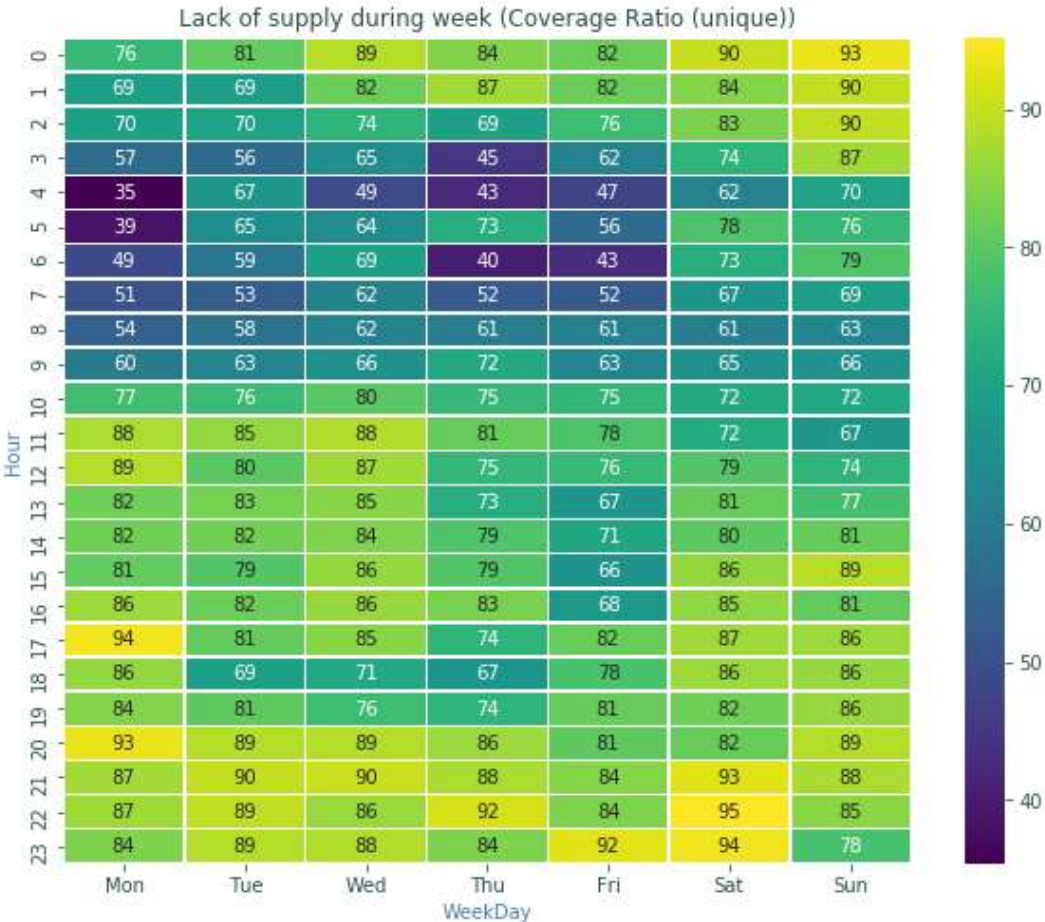 Lack of supply during week (Coverage Ratio (unique))
0 76 81 89 84 82 90 93
1 69 69 82 87 82 84 90
2 70 70 74 69 76 83 90
3 57 56 65 45 62 74 87
4 35 67 49 43 47 62 70
5 39 65 64 73 56 78 76
6 49 59 69 40 43 73 79
7 51 53 62 52 52 67 69
8 54 58 62 61 61 61 63
9 60 63 66 72 63 65 66
10 77 76 80 75 75 72 72
11 88 85 88 81 78 72 67
12 89 80 87 75 76 79 74
13 82 83 85 73 67 81 77
14 82 82 84 79 71 80 81
15 81 79 86 79 66 86 89
16 86 82 86 83 68 85 81
17 94 81 85 74 82 87 86
18 86 69 71 67 78 86 86
19 84 81 76 74 81 82 86
20 93 89 89 86 81 82 89
21 87 90 90 88 84 93 88
22 87 89 86 92 84 95 85
23 84 89 88 84 92 94 78
Mon Tue Wed Thu Fri Sat Sun
WeekDay
Hour
90
80
70
60
50
40